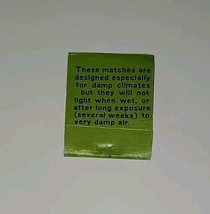 These matches are
designed especially
for damp climates
but they will not
light when wet, or
after long exposure
(several weeks) to
very damp air.